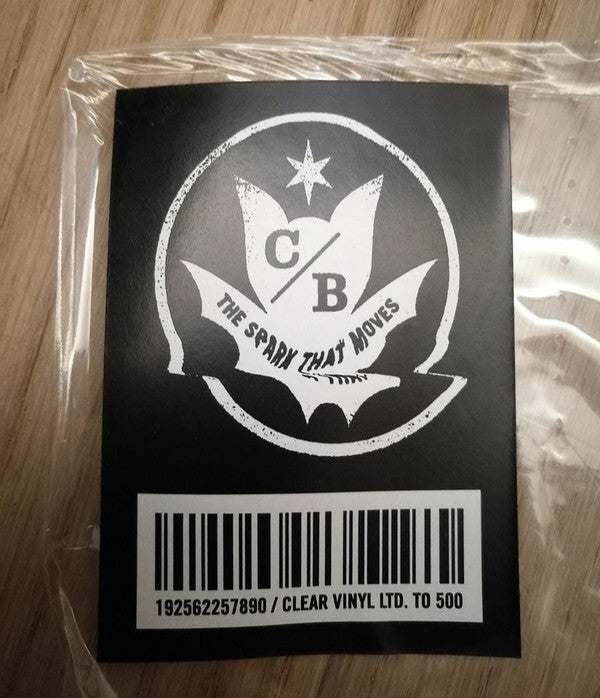 C/B
THE SPARK THAT MOVES
192562257890 / CLEAR VINYL LTD. TO 500